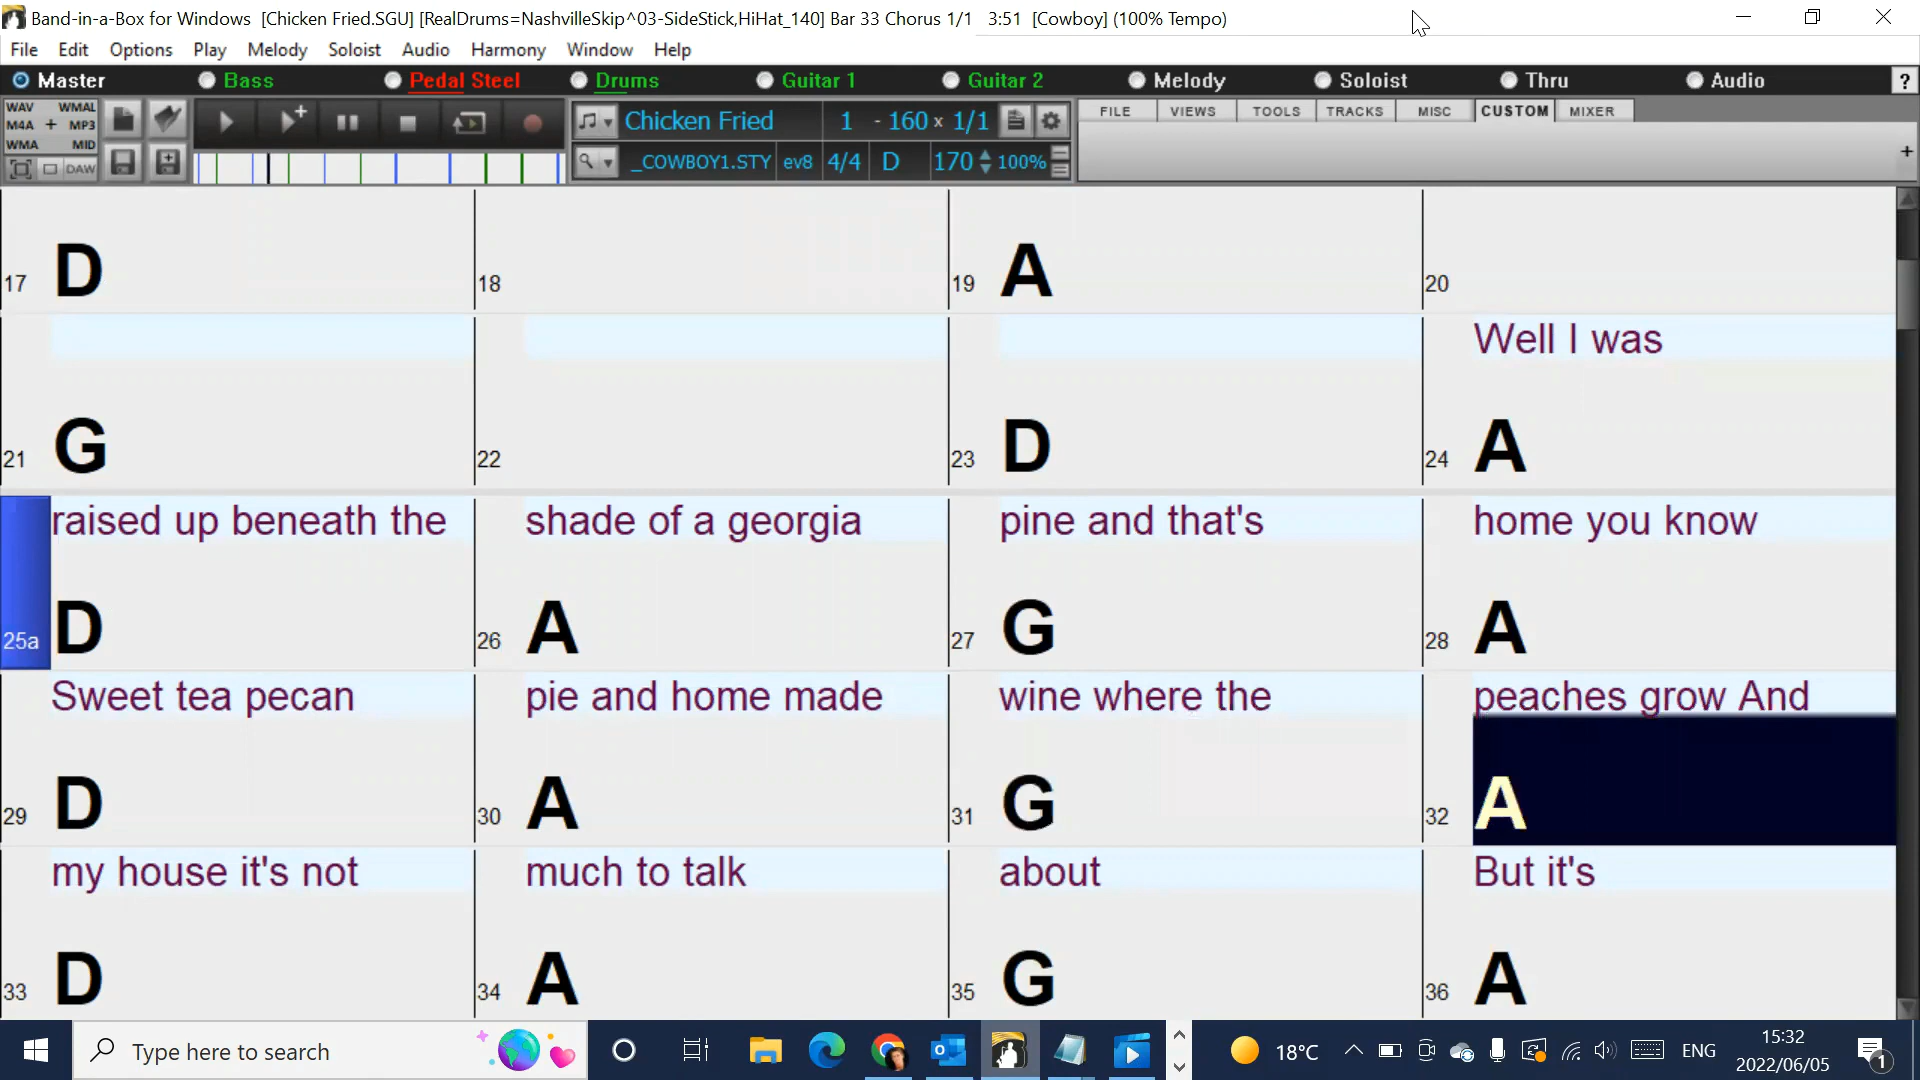 Band-in-a-Box for Windows [Chicken Fried.SGU] [RealDrums=NashvilleSkip^03-SideStick,HiHat_140] Bar 33 Chorus 1/1 3:51 [Cowboy] (100% Tempo)
File Edit Options Play Melody Soloist Audio Harmony Window Help
Master Bass Pedal Steel Drums Guitar 1 Guitar 2 Melody Soloist Thru Audio ?
WAV WMAL
M4A + MP3
WMA MID
DAW
Chicken Fried 1 - 160 x 1/1
_COWBOY1.STY ev8 4/4 D 170 100%
FILE VIEWS TOOLS TRACKS MISC CUSTOM MIXER
+
17 D 18 19 A 20
Well I was
21 G 22 23 D 24 A
raised up beneath the shade of a georgia pine and that's home you know
25a D 26 A 27 G 28 A
Sweet tea pecan pie and home made wine where the peaches grow And
29 D 30 A 31 G 32 A
my house it's not much to talk about But it's
33 D 34 A 35 G 36 A
Type here to search
18°C
ENG
15:32
2022/06/05
1